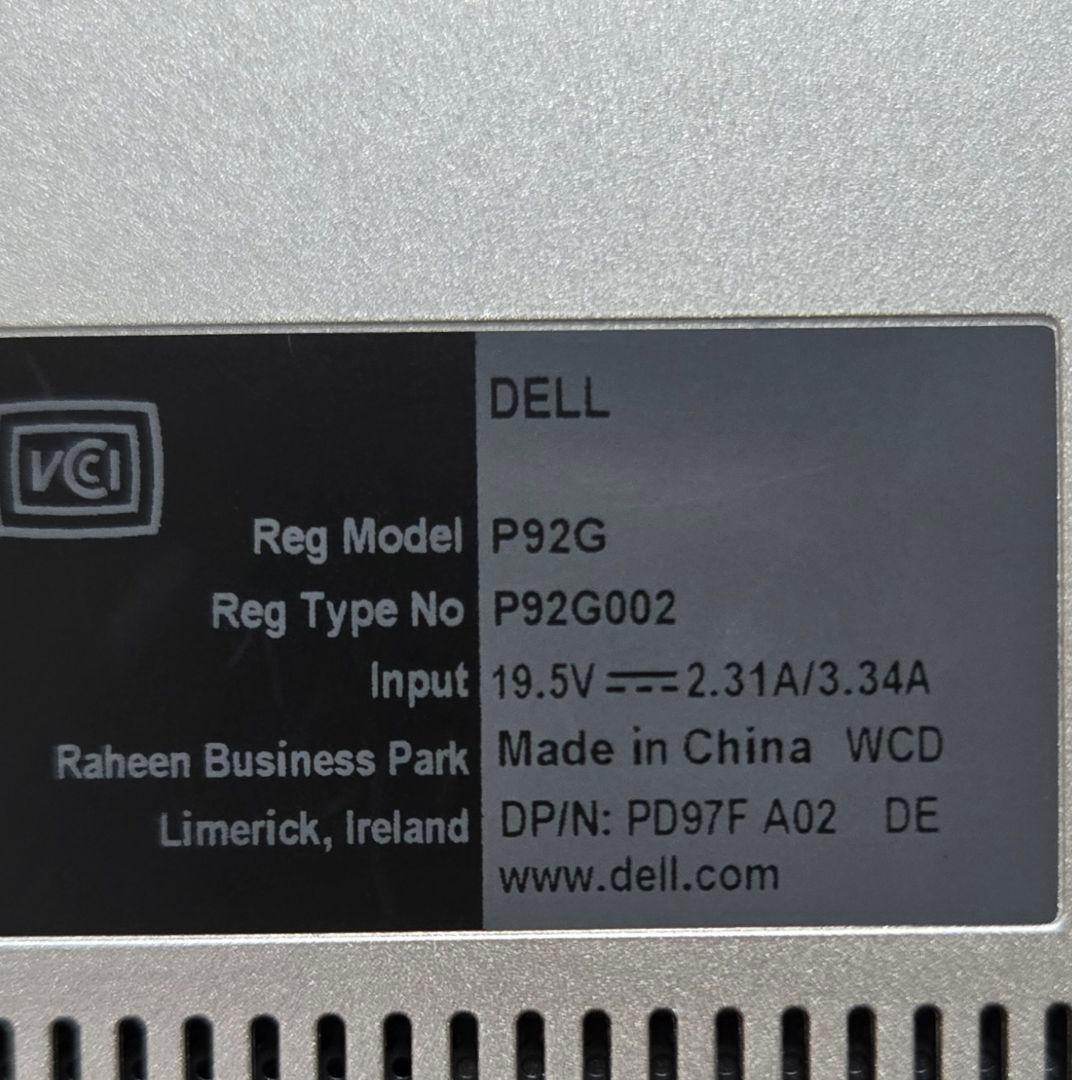 DELL
VCCI
Reg Model P92G
Reg Type No P92G002
Input 19.5V⎓2.31A/3.34A
Raheen Business Park Made in China WCD
Limerick, Ireland DP/N: PD97F A02 DE
www.dell.com